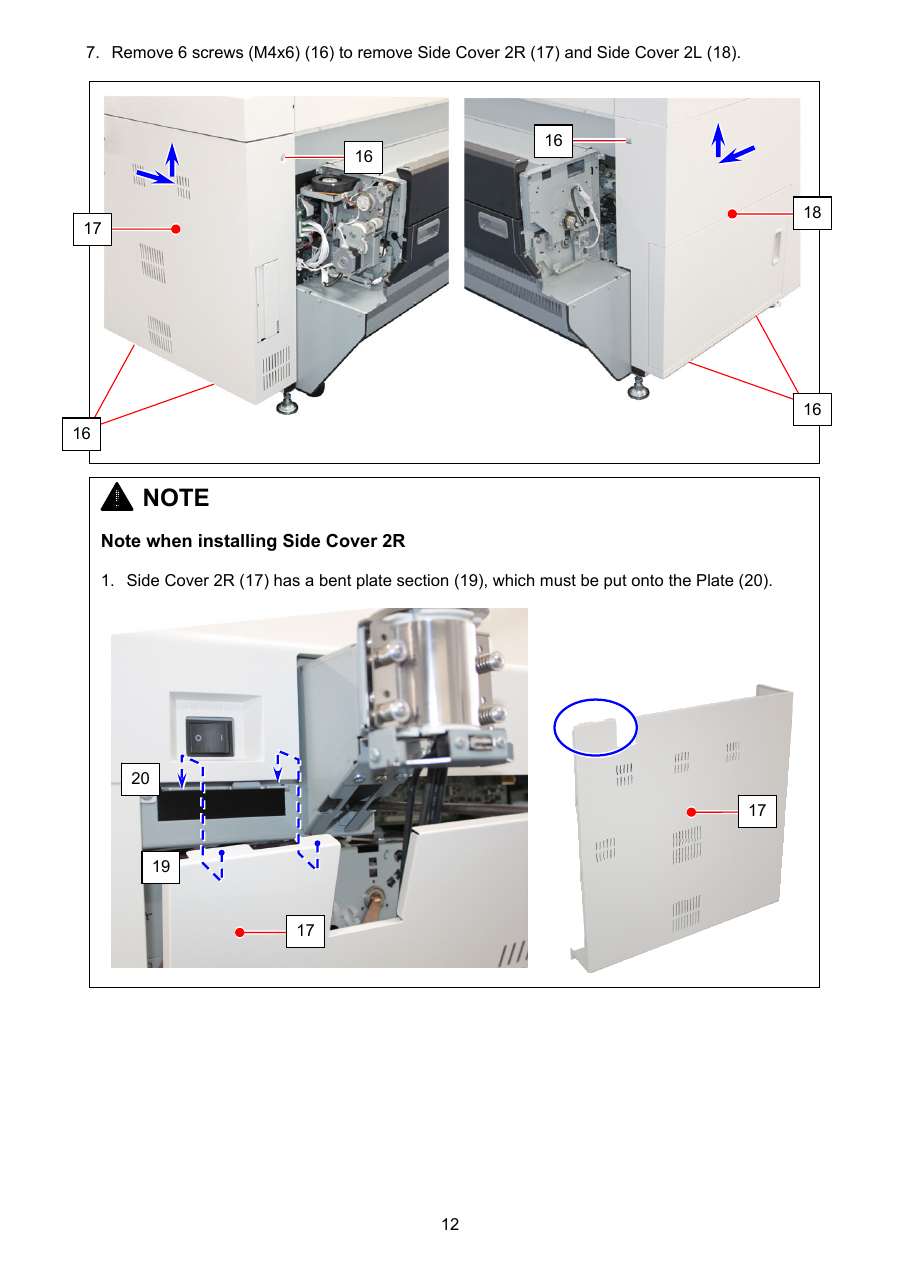 7. Remove 6 screws (M4x6) (16) to remove Side Cover 2R (17) and Side Cover 2L (18).
16
16
17
18
16
16
NOTE
Note when installing Side Cover 2R
1. Side Cover 2R (17) has a bent plate section (19), which must be put onto the Plate (20).
20
17
19
17
12